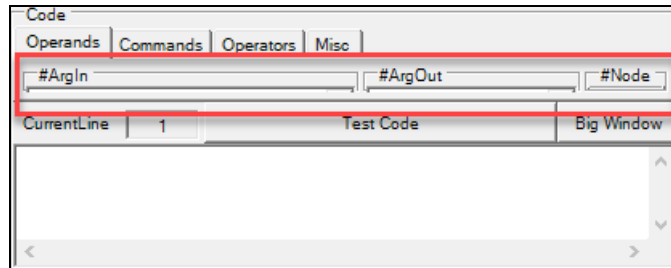 Code
Operands Commands Operators Misc
#ArgIn #ArgOut #Node
CurrentLine 1 Test Code Big Window